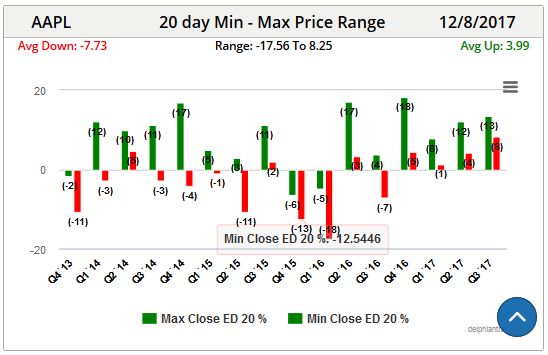 AAPL 20 day Min - Max Price Range 12/8/2017
Avg Down: -7.73 Range: -17.56 To 8.25 Avg Up: 3.99
20
(12) (10) (11) (17) (5) (3) (11) (17) (4) (18) (8) (12) (13)
(5) (2) (3) (5) (1) (4) (8)
0
(-2) (-3) (-3) (-4) (-1) (-6) (-5) (-7)
(-11) (-11) (-13) (-18)
Min Close ED 20 %: -12.5446
-20
Q4 '13 Q1 '14 Q2 '14 Q3 '14 Q4 '14 Q1 '15 Q2 '15 Q3 '15 Q4 '15 Q1 '16 Q2 '16 Q3 '16 Q4 '16 Q1 '17 Q2 '17 Q3 '17
Max Close ED 20 % Min Close ED 20 %